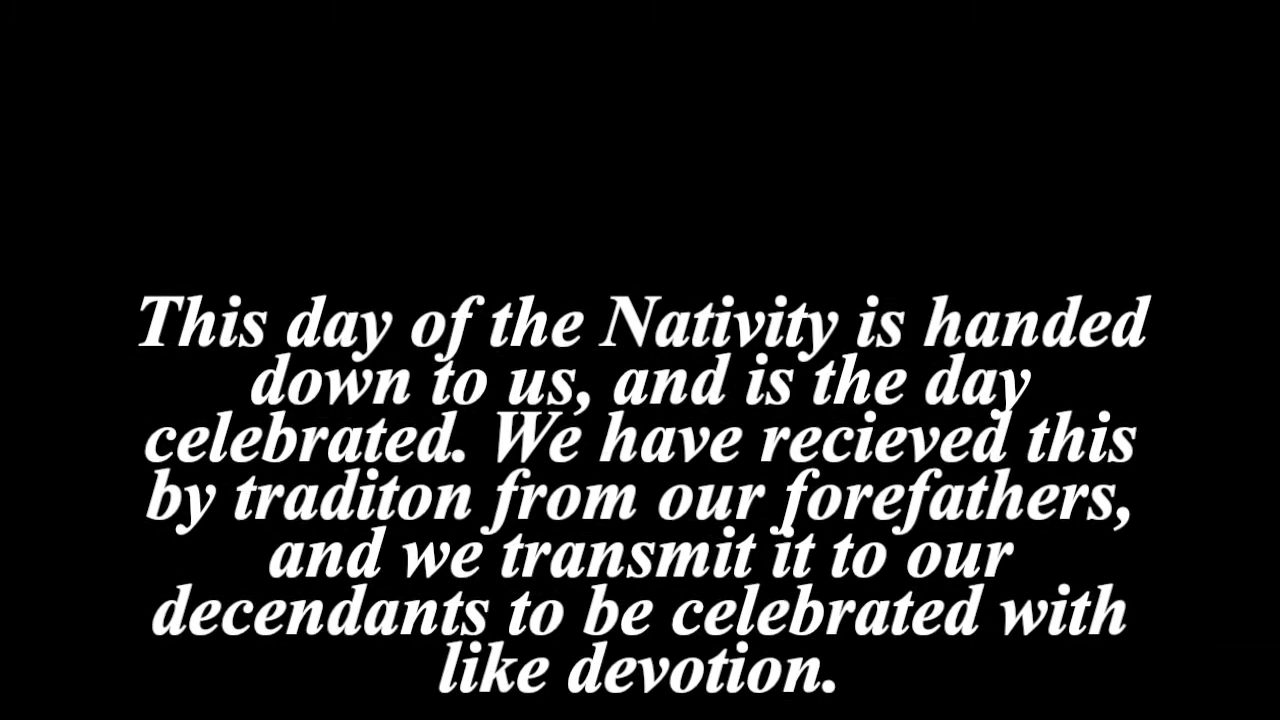 This day of the Nativity is handed
down to us, and is the day
celebrated. We have recieved this
by traditon from our forefathers,
and we transmit it to our
decendants to be celebrated with
like devotion.